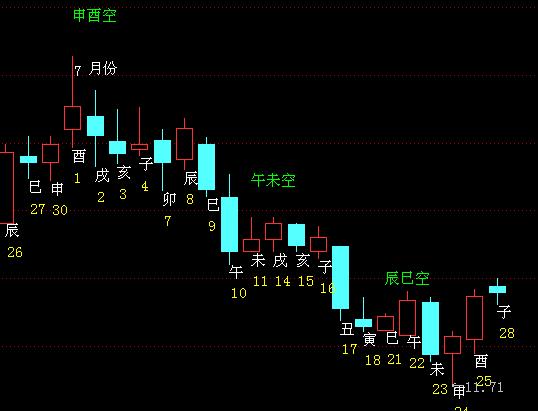 申酉空
7 月份
午未空
辰巳空
辰
26
巳
27
申
30
酉
1
戌
2
亥
3
子
4
卯
7
辰
8
巳
9
午
10
未
11
戌
14
亥
15
子
16
丑
17
寅
18
巳
21
午
22
未
23
申
酉
25
子
28
11.71